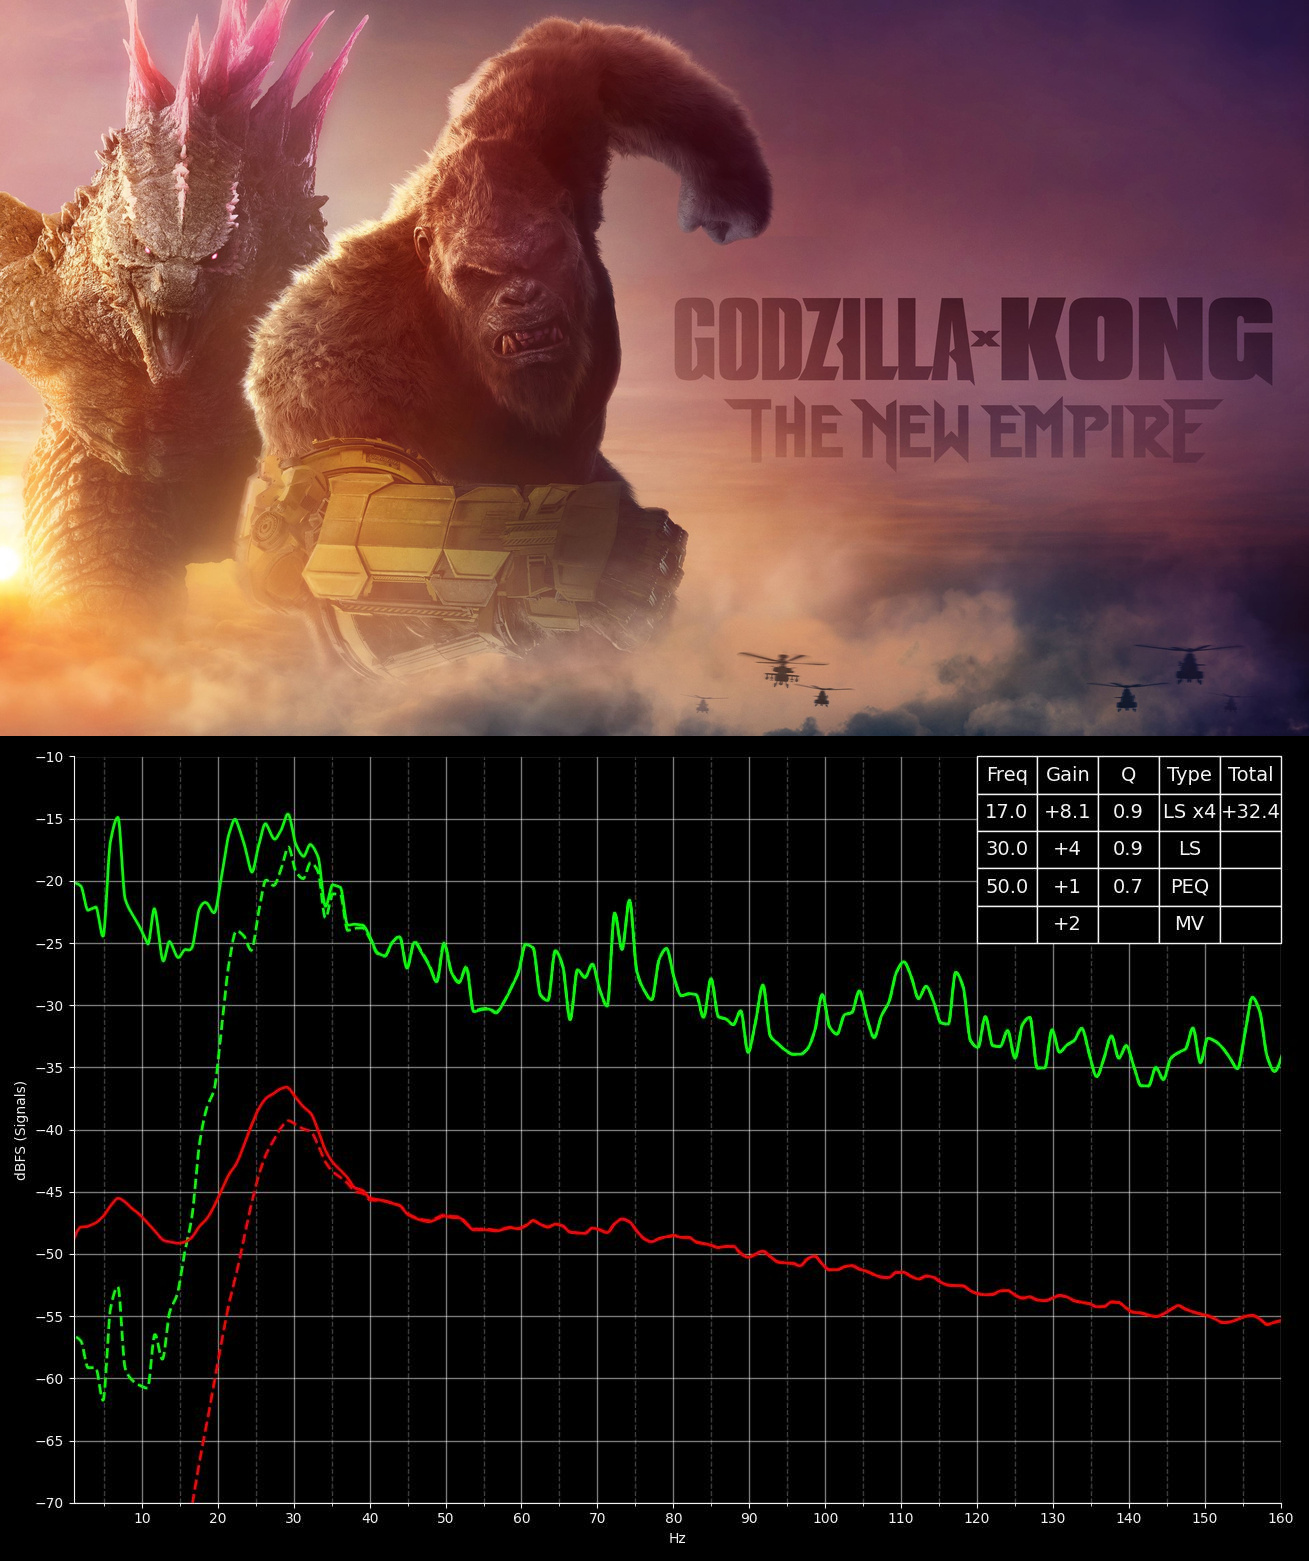 GODZILLA x KONG
THE NEW EMPIRE
Freq Gain Q Type Total
17.0 +8.1 0.9 LS x4 +32.4
30.0 +4 0.9 LS
50.0 +1 0.7 PEQ
+2 MV
−10
−15
−20
−25
−30
−35
−40
−45
−50
−55
−60
−65
−70
dBFS (Signals)
10 20 30 40 50 60 70 80 90 100 110 120 130 140 150 160
Hz